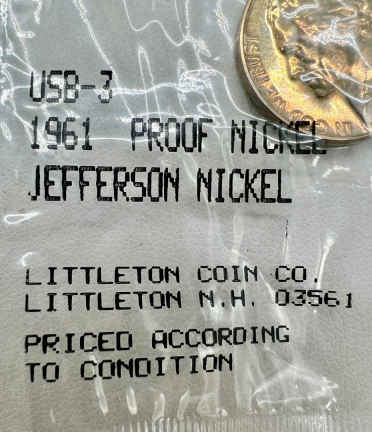 USB-3
1961 PROOF NICKEL
JEFFERSON NICKEL
LITTLETON COIN CO.
LITTLETON N.H. 03561
PRICED ACCORDING
TO CONDITION